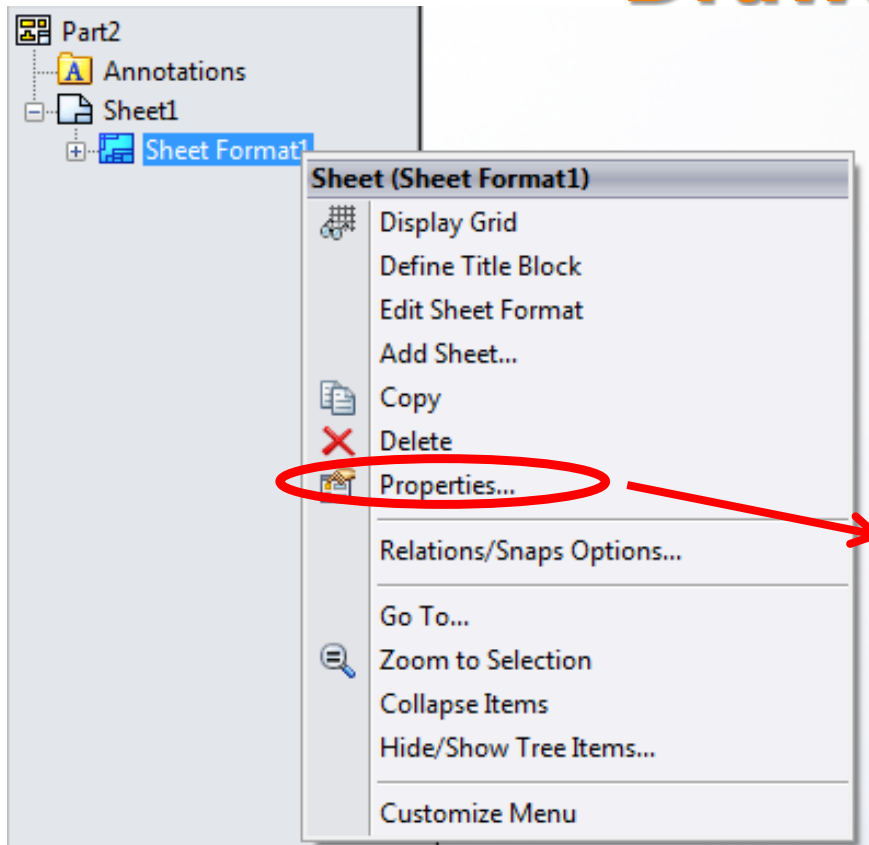 Part2
Annotations
Sheet1
Sheet Format1
Sheet (Sheet Format1)
Display Grid
Define Title Block
Edit Sheet Format
Add Sheet...
Copy
Delete
Properties...
Relations/Snaps Options...
Go To...
Zoom to Selection
Collapse Items
Hide/Show Tree Items...
Customize Menu